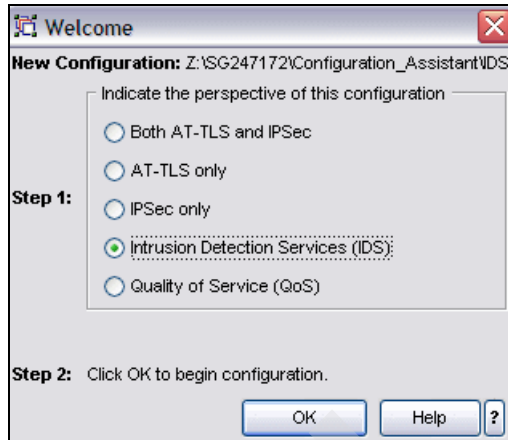 Welcome
New Configuration: Z:\SG247172\Configuration_Assistant\IDS
Indicate the perspective of this configuration
Both AT-TLS and IPSec
AT-TLS only
Step 1:
IPSec only
Intrusion Detection Services (IDS)
Quality of Service (QoS)
Step 2: Click OK to begin configuration.
OK Help ?